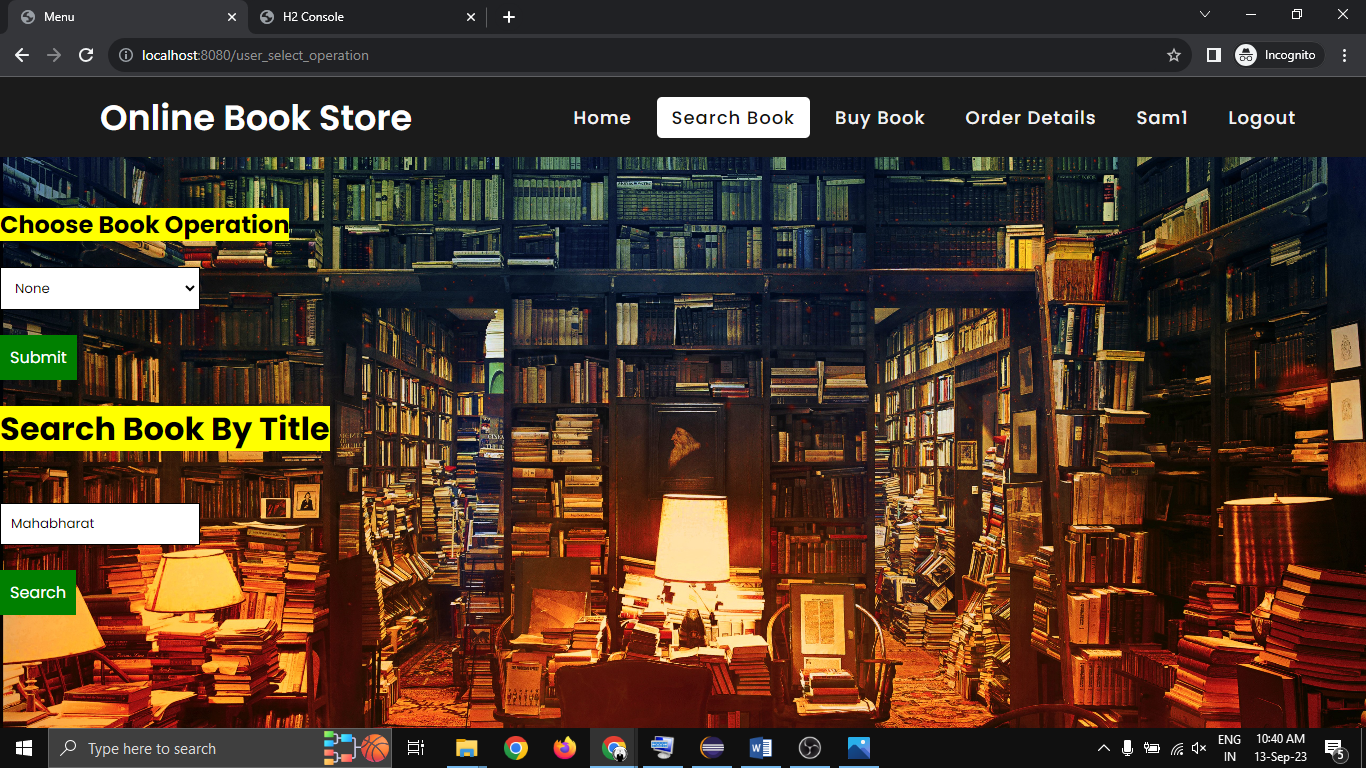 Menu
H2 Console
localhost:8080/user_select_operation
Incognito
Online Book Store
Home
Search Book
Buy Book
Order Details
Sam1
Logout
Choose Book Operation
None
Submit
Search Book By Title
Mahabharat
Search
Type here to search
ENG
IN
10:40 AM
13-Sep-23
5